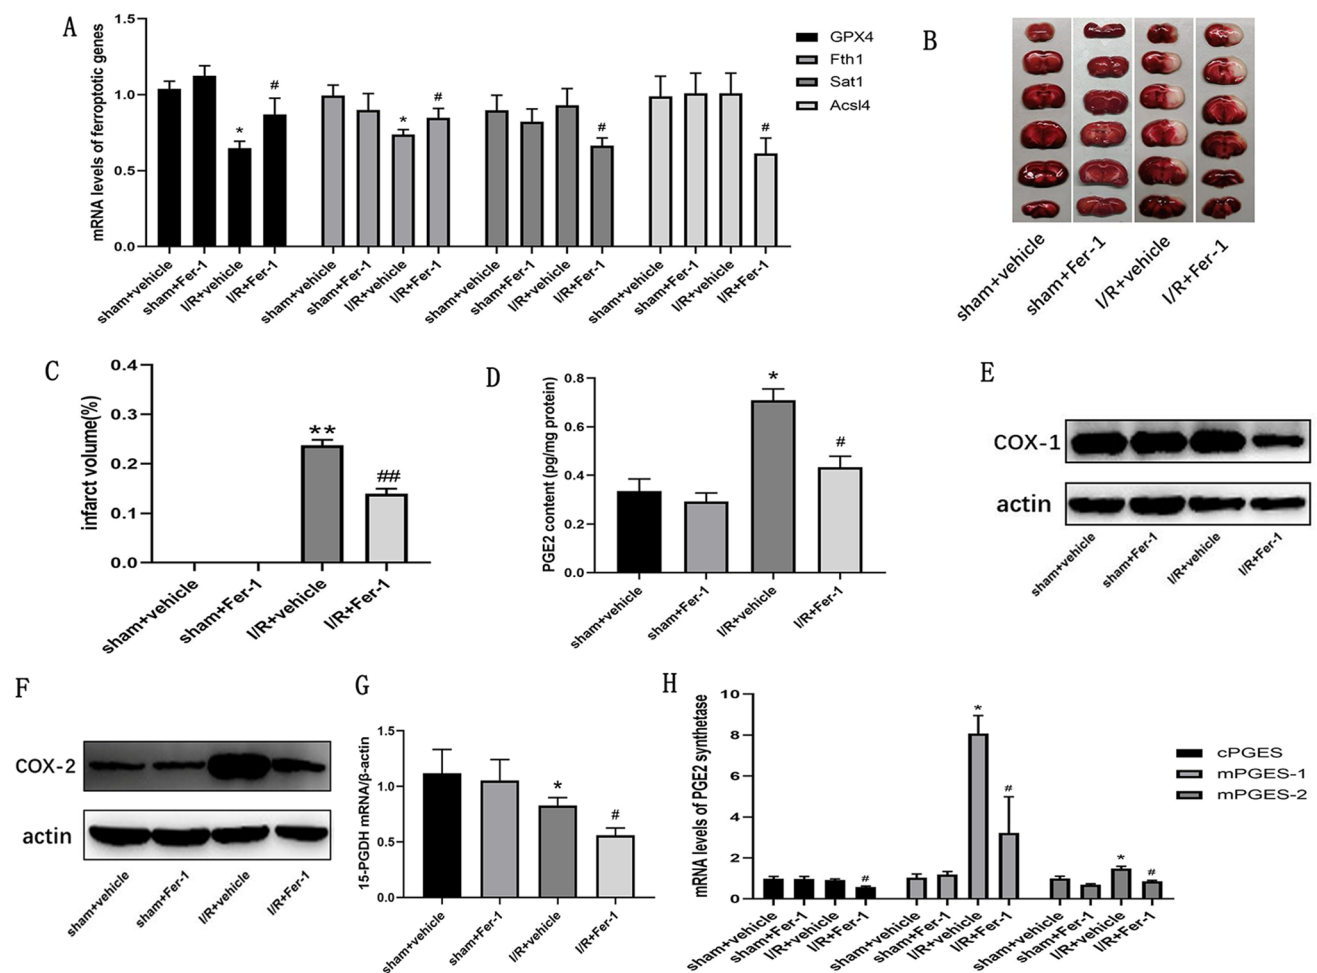 A
mRNA levels of ferroptotic genes
1.5
1.0
0.5
0.0
*
#
*
#
#
#
sham+vehicle
sham+Fer-1
I/R+vehicle
I/R+Fer-1
sham+vehicle
sham+Fer-1
I/R+vehicle
I/R+Fer-1
sham+vehicle
sham+Fer-1
I/R+vehicle
I/R+Fer-1
sham+vehicle
sham+Fer-1
I/R+vehicle
I/R+Fer-1
GPX4
Fth1
Sat1
Acsl4
B
sham+vehicle
sham+Fer-1
I/R+vehicle
I/R+Fer-1
C
infarct volume(%)
0.4
0.3
0.2
0.1
0.0
**
##
sham+vehicle
sham+Fer-1
I/R+vehicle
I/R+Fer-1
D
PGE2 content (pg/mg protein)
0.8
0.6
0.4
0.2
0.0
*
#
sham+vehicle
sham+Fer-1
I/R+vehicle
I/R+Fer-1
E
COX-1
actin
sham+vehicle
sham+Fer-1
I/R+vehicle
I/R+Fer-1
F
COX-2
actin
sham+vehicle
sham+Fer-1
I/R+vehicle
I/R+Fer-1
G
15-PGDH mRNA/β-actin
1.5
1.0
0.5
0.0
*
#
sham+vehicle
sham+Fer-1
I/R+vehicle
I/R+Fer-1
H
mRNA levels of PGE2 synthetase
10
8
6
4
2
0
#
*
#
*
#
sham+vehicle
sham+Fer-1
I/R+vehicle
I/R+Fer-1
sham+vehicle
sham+Fer-1
I/R+vehicle
I/R+Fer-1
sham+vehicle
sham+Fer-1
I/R+vehicle
I/R+Fer-1
cPGES
mPGES-1
mPGES-2